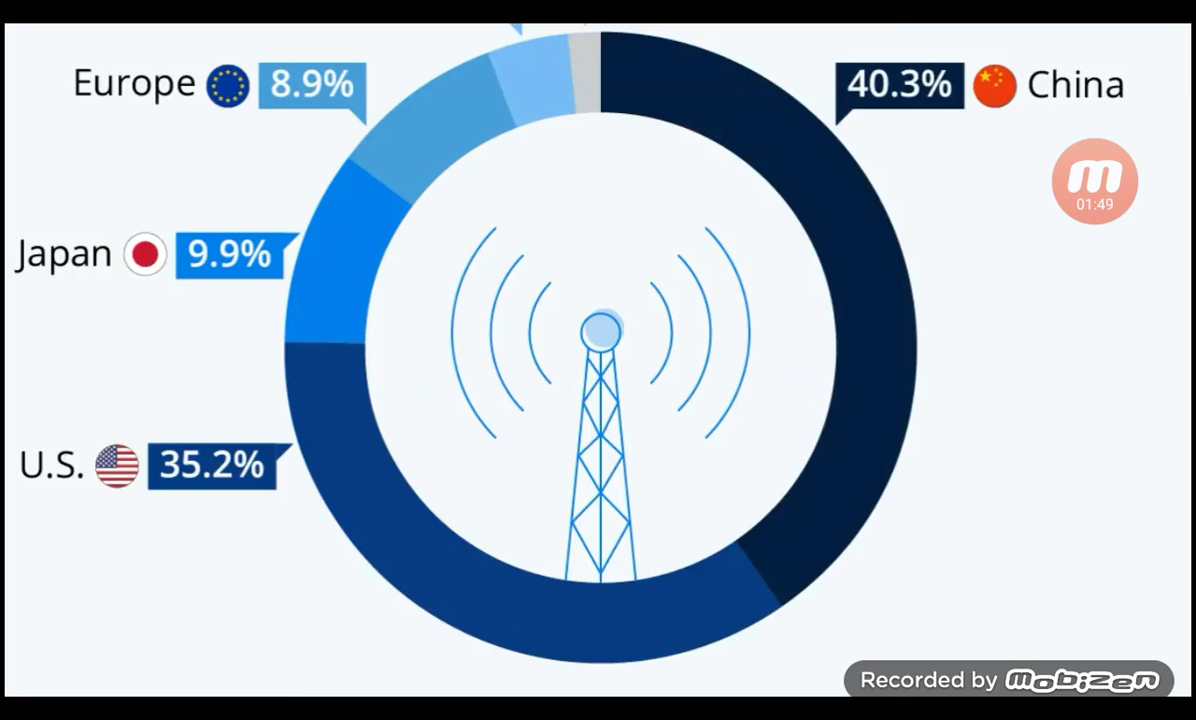 Europe 8.9%
40.3% China
m
01:49
Japan 9.9%
U.S. 35.2%
Recorded by mobizen